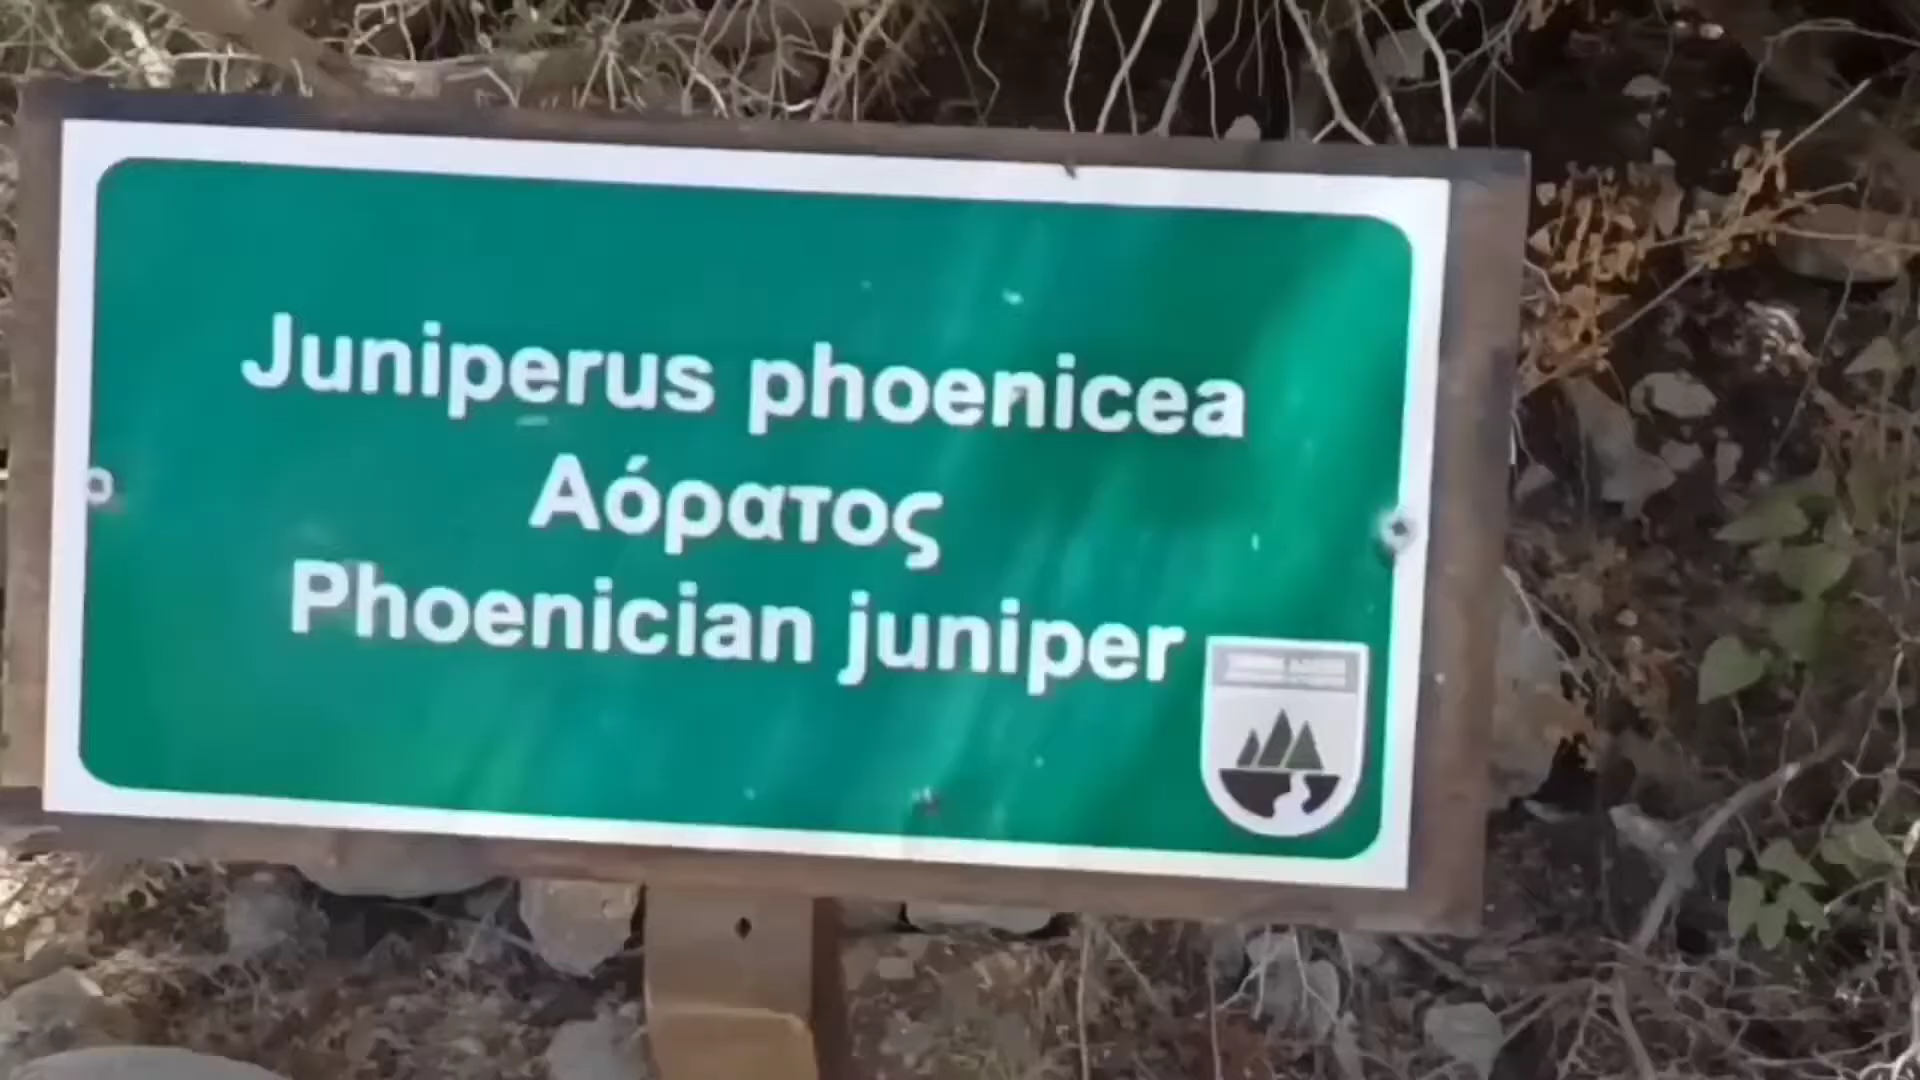 Juniperus phoenicea
Αόρατος
Phoenician juniper